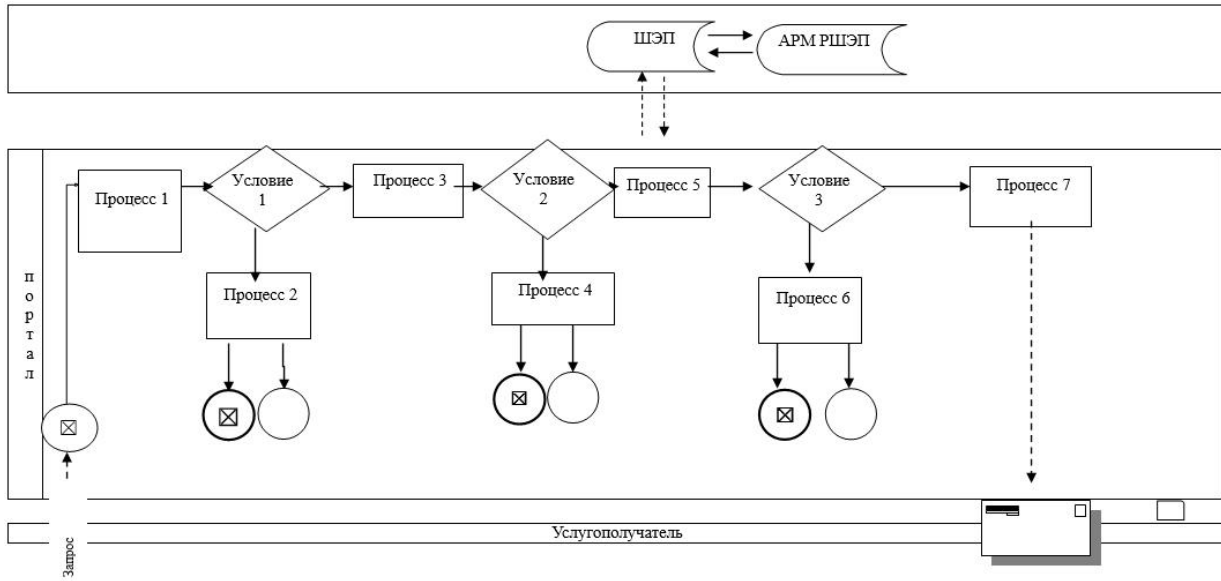 ШЭП
АРМ РШЭП
портал
Процесс 1
Условие
1
Процесс 3
Условие
2
Процесс 5
Условие
3
Процесс 7
Процесс 2
Процесс 4
Процесс 6
Запрос
Услугополучатель